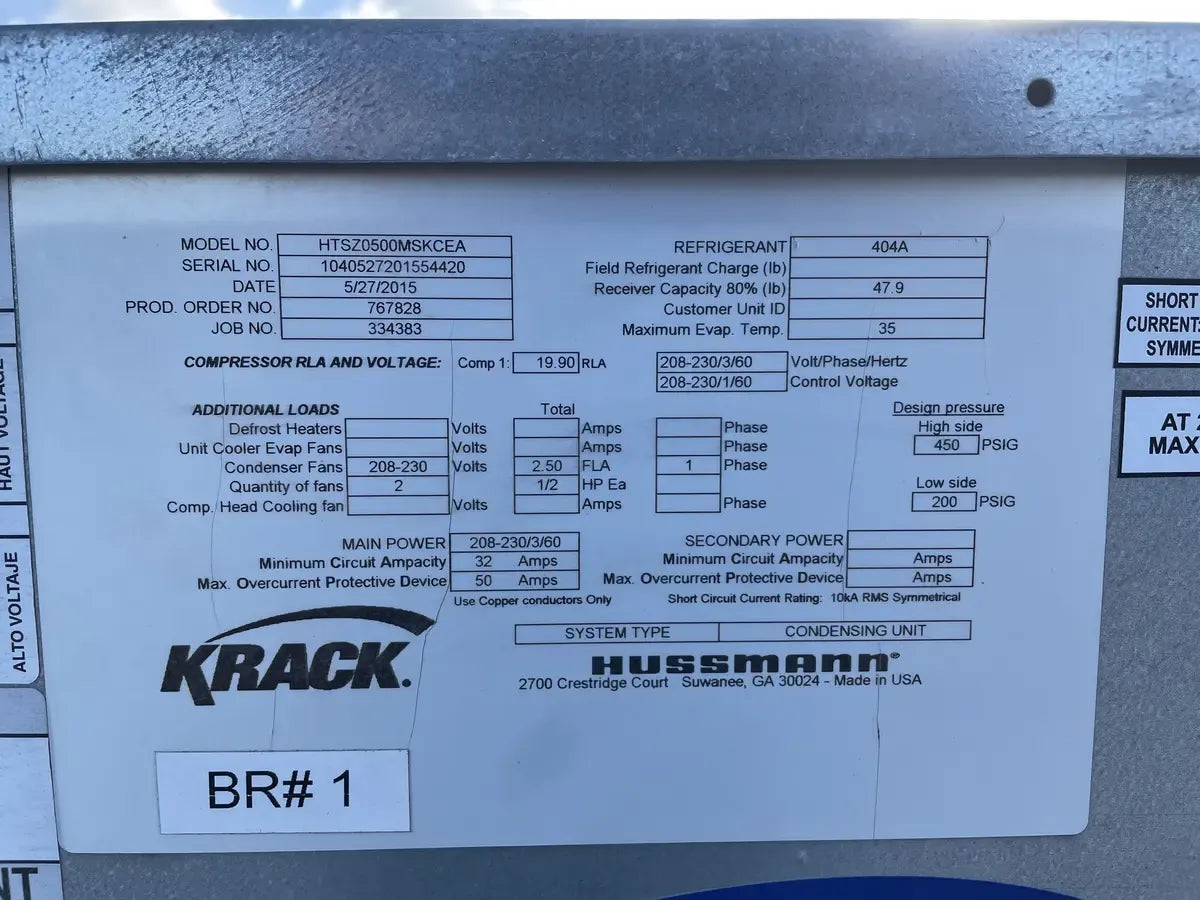 MODEL NO. HTSZ0500MSKCEA
SERIAL NO. 1040527201554420
DATE 5/27/2015
PROD. ORDER NO. 767828
JOB NO. 334383
REFRIGERANT 404A
Field Refrigerant Charge (lb)
Receiver Capacity 80% (lb) 47.9
Customer Unit ID
Maximum Evap. Temp. 35
COMPRESSOR RLA AND VOLTAGE: Comp 1: 19.90 RLA 208-230/3/60 Volt/Phase/Hertz
208-230/1/60 Control Voltage
ADDITIONAL LOADS Total
Defrost Heaters Volts Amps Phase
Unit Cooler Evap Fans Volts Amps Phase
Condenser Fans 208-230 Volts 2.50 FLA 1 Phase
Quantity of fans 2 1/2 HP Ea
Comp. Head Cooling fan Volts Amps Phase
Design pressure
High side
450 PSIG
Low side
200 PSIG
MAIN POWER 208-230/3/60
Minimum Circuit Ampacity 32 Amps
Max. Overcurrent Protective Device 50 Amps
Use Copper conductors Only
SECONDARY POWER
Minimum Circuit Ampacity Amps
Max. Overcurrent Protective Device Amps
Short Circuit Current Rating: 10kA RMS Symmetrical
SYSTEM TYPE CONDENSING UNIT
KRACK.
HUSSMANN®
2700 Crestridge Court Suwanee, GA 30024 - Made in USA
BR# 1
HAUT VOLTAGE
ALTO VOLTAJE
SHORT
CURRENT
SYMME
AT
MAX
NT